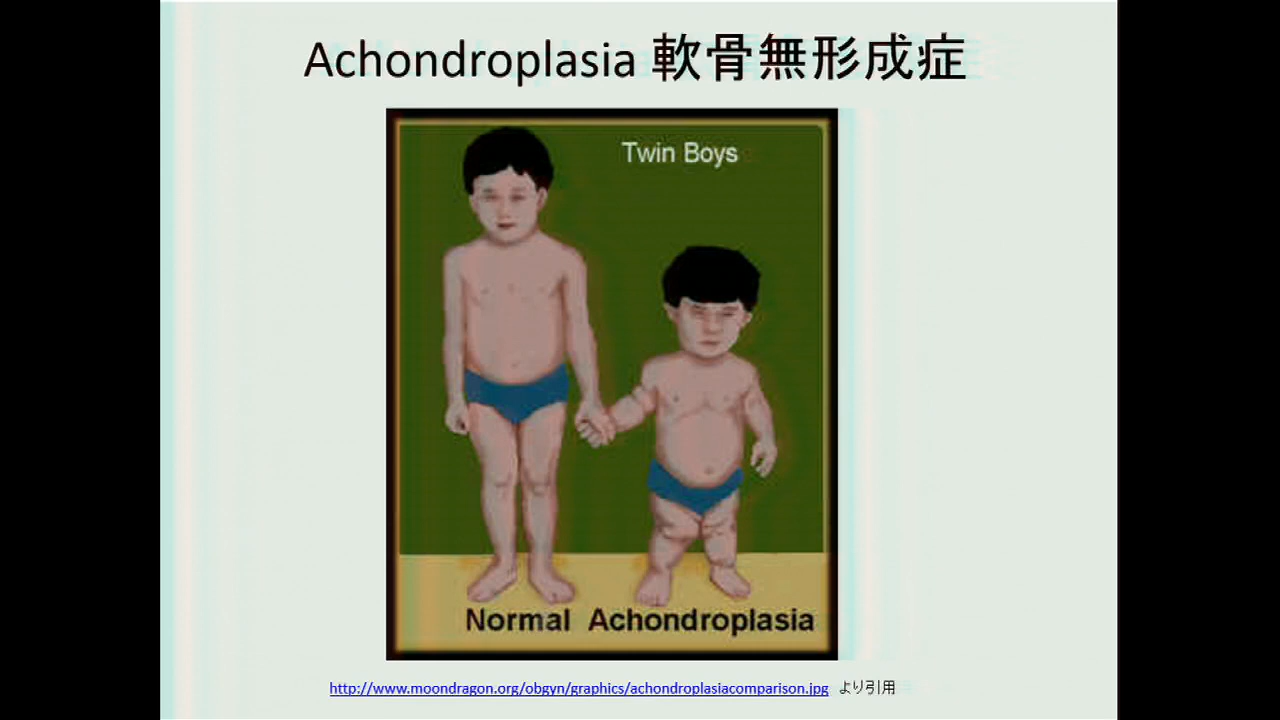 Achondroplasia 軟骨無形成症
Twin Boys
Normal Achondroplasia
http://www.moondragon.org/obgyn/graphics/achondroplasiacomparison.jpg より引用